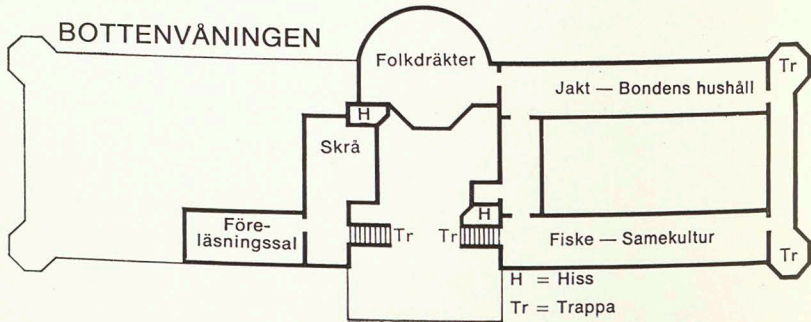 BOTTENVÅNINGEN
Folkdräkter
Tr
Jakt — Bondens hushåll
H
Skrå
H
Före-
läsningssal
Tr
Tr
Fiske — Samekultur
Tr
H = Hiss
Tr = Trappa